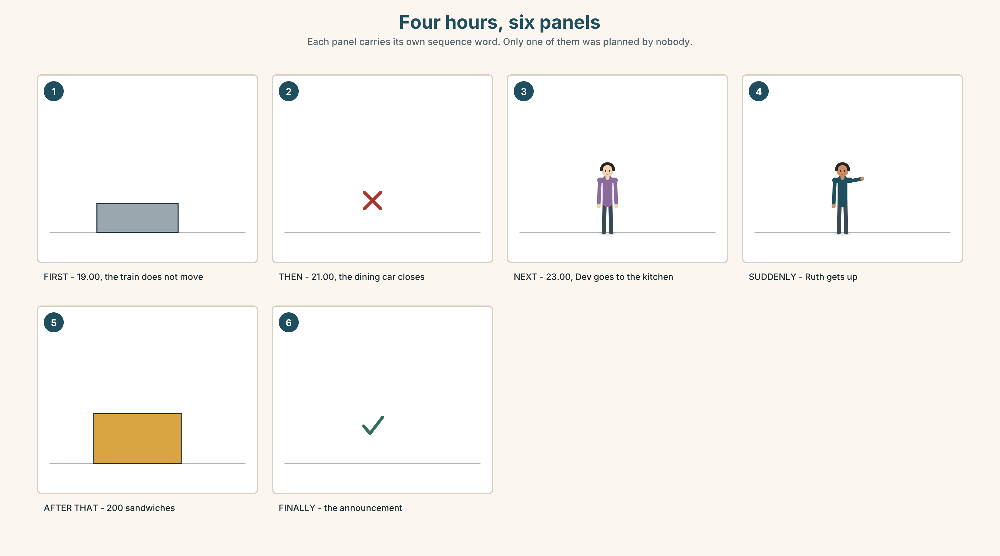 Four hours, six panels
Each panel carries its own sequence word. Only one of them was planned by nobody.
1
2
3
4
FIRST - 19.00, the train does not move
THEN - 21.00, the dining car closes
NEXT - 23.00, Dev goes to the kitchen
SUDDENLY - Ruth gets up
5
6
AFTER THAT - 200 sandwiches
FINALLY - the announcement